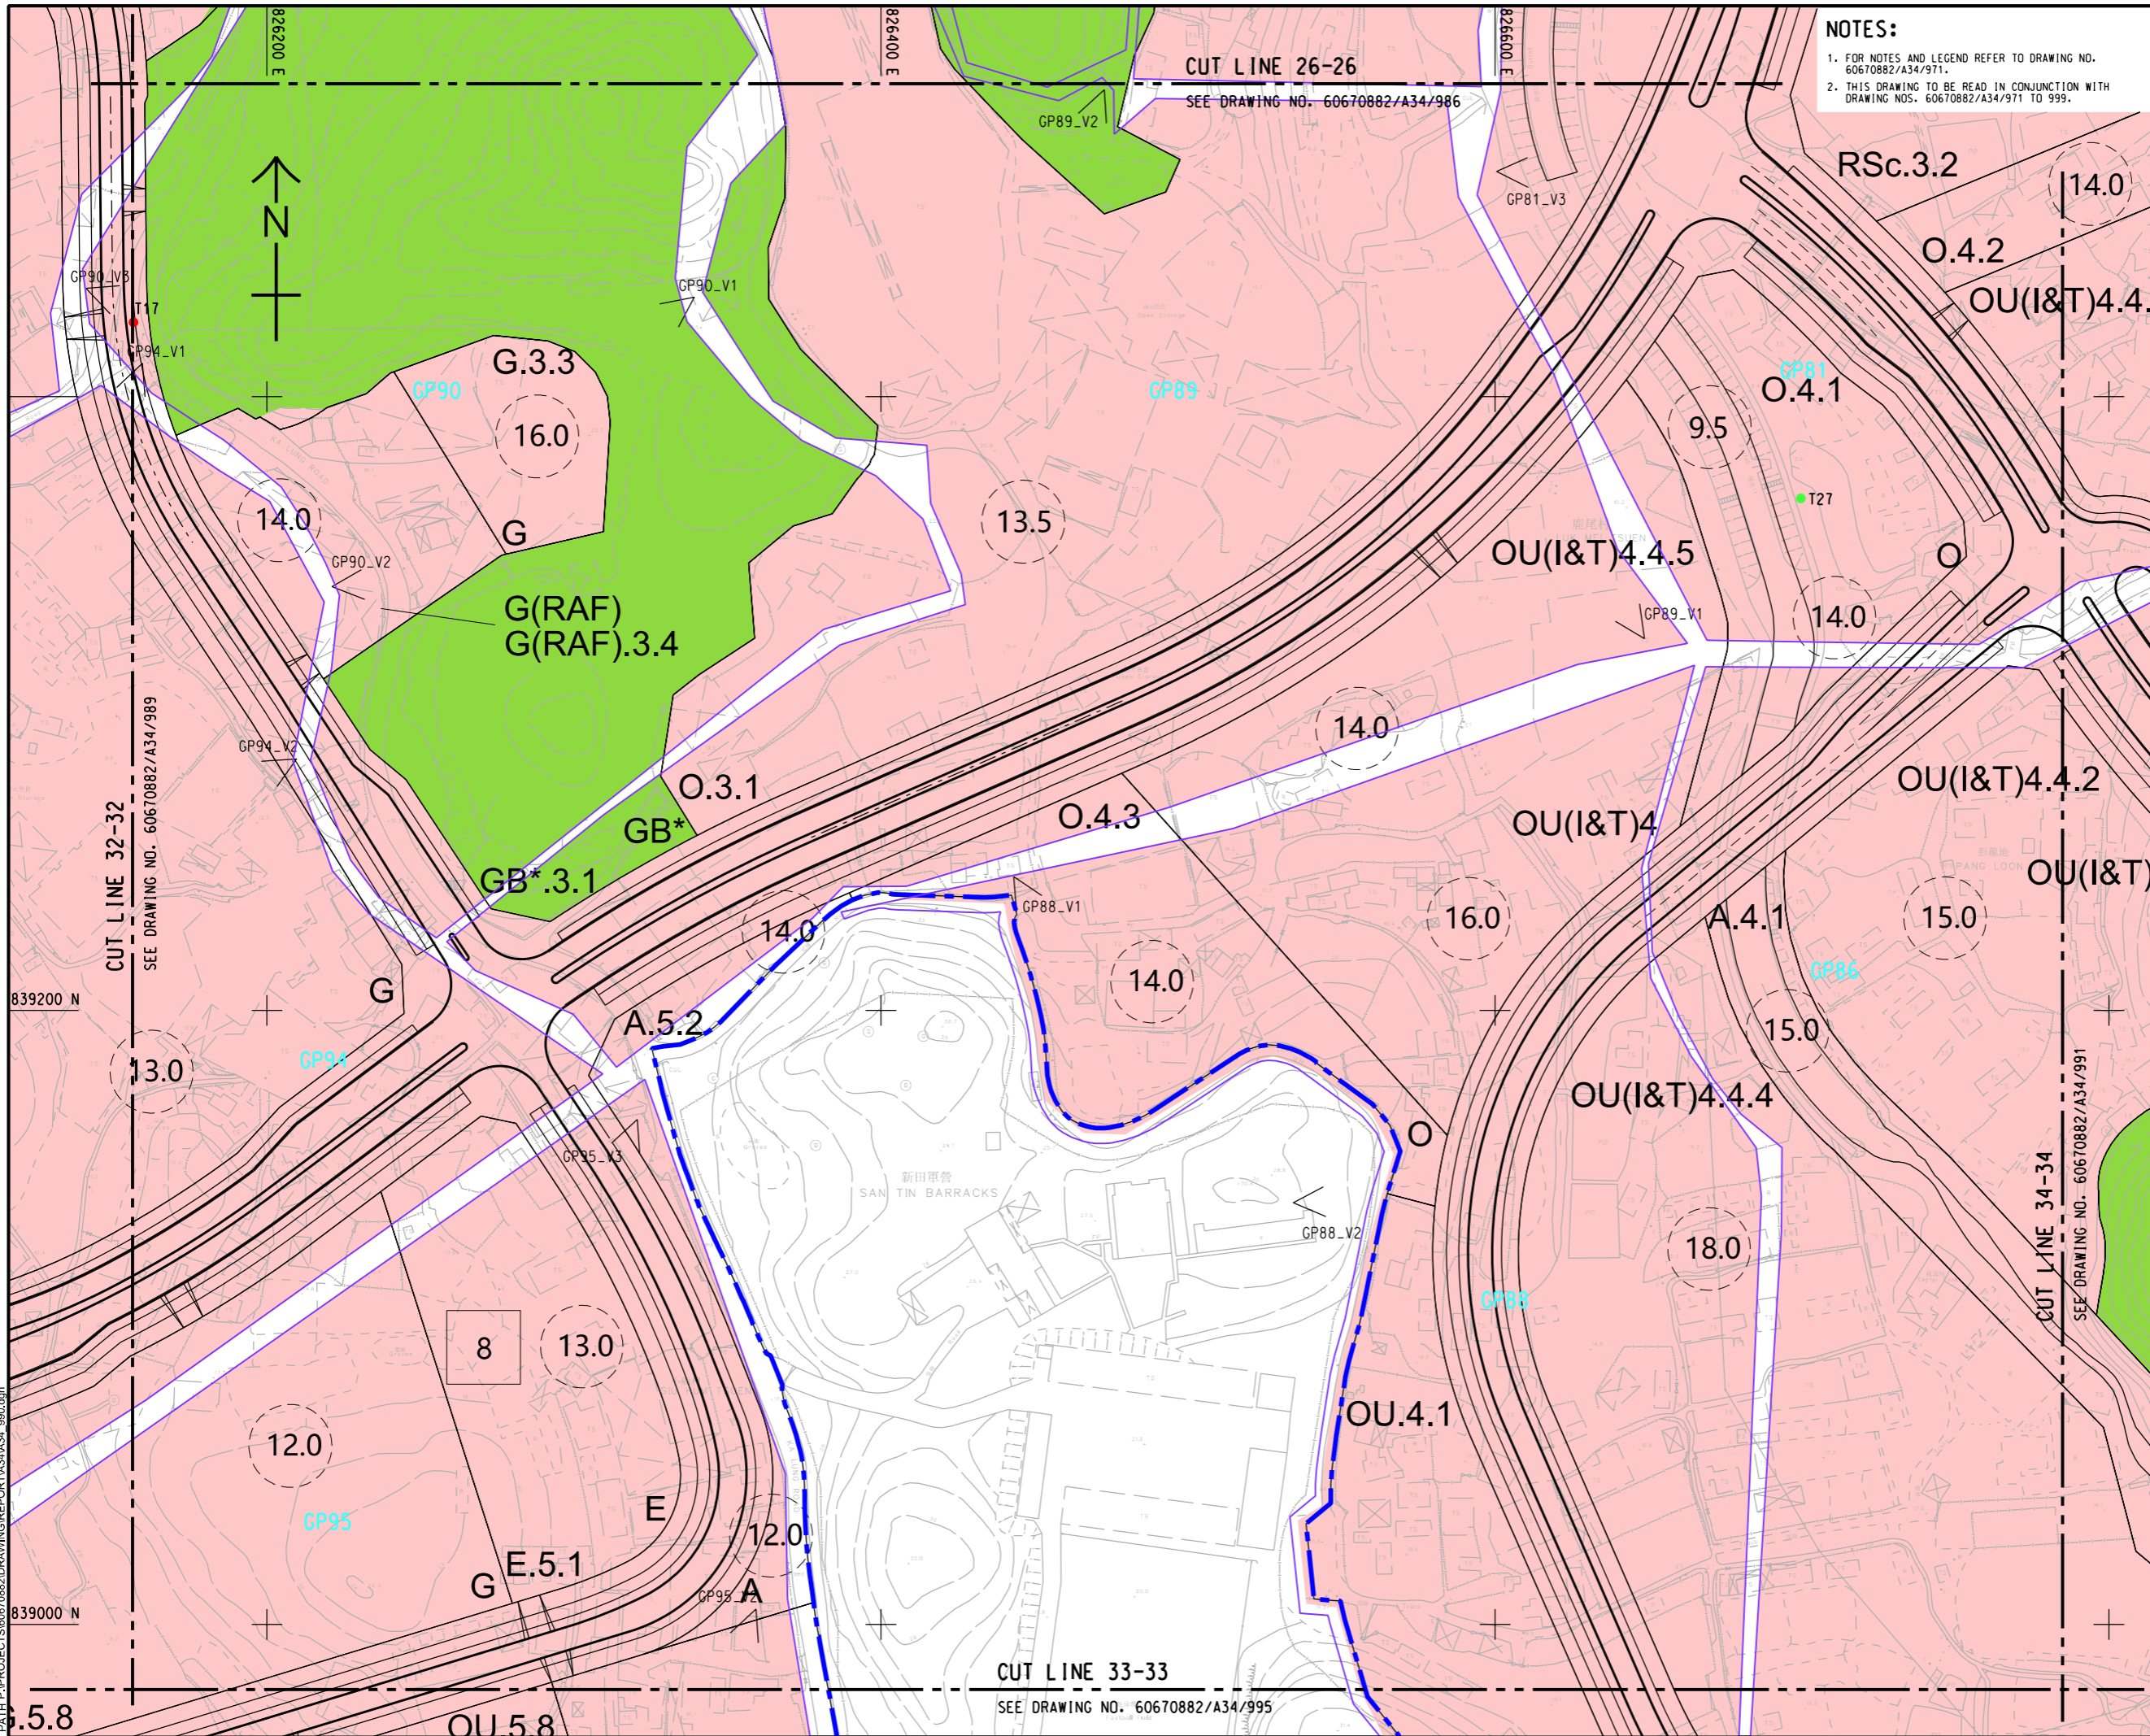 826200 E
826400 E
826600 E
NOTES:
1. FOR NOTES AND LEGEND REFER TO DRAWING NO.
60670882/A34/971.
2. THIS DRAWING TO BE READ IN CONJUNCTION WITH
DRAWING NOS. 60670882/A34/971 TO 999.
CUT LINE 26-26
SEE DRAWING NO. 60670882/A34/986
GP89_V2
GP81_V3
RSc.3.2
14.0
N
O.4.2
OU(I&T)4.4.
GP90_V3
GP90_V1
T17
GP94_V1
G.3.3
GP90
GP89
GP81
O.4.1
16.0
9.5
T27
14.0
13.5
G
GP90_V2
鹿尾村
OU(I&T)4.4.5
O
G(RAF)
G(RAF).3.4
GP89_V1
14.0
14.0
GP94_V2
CUT LINE 32-32
SEE DRAWING NO. 60670882/A34/989
O.3.1
GB*
GB*.3.1
O.4.3
OU(I&T)4
OU(I&T)4.4.2
PANG LOON
OU(I&T)
14.0
GP88_V1
16.0
A.4.1
15.0
GP86
14.0
G
839200 N
A.5.2
15.0
13.0
GP94
OU(I&T)4.4.4
O
GP95_V3
新田軍營
SAN TIN BARRACKS
GP88_V2
18.0
CUT LINE 34-34
SEE DRAWING NO. 60670882/A34/991
GP88
8
13.0
OU.4.1
12.0
GP95
E
12.0
E.5.1
G
GP95_V2
A
839000 N
CUT LINE 33-33
SEE DRAWING NO. 60670882/A34/995
.5.8
OU.5.8